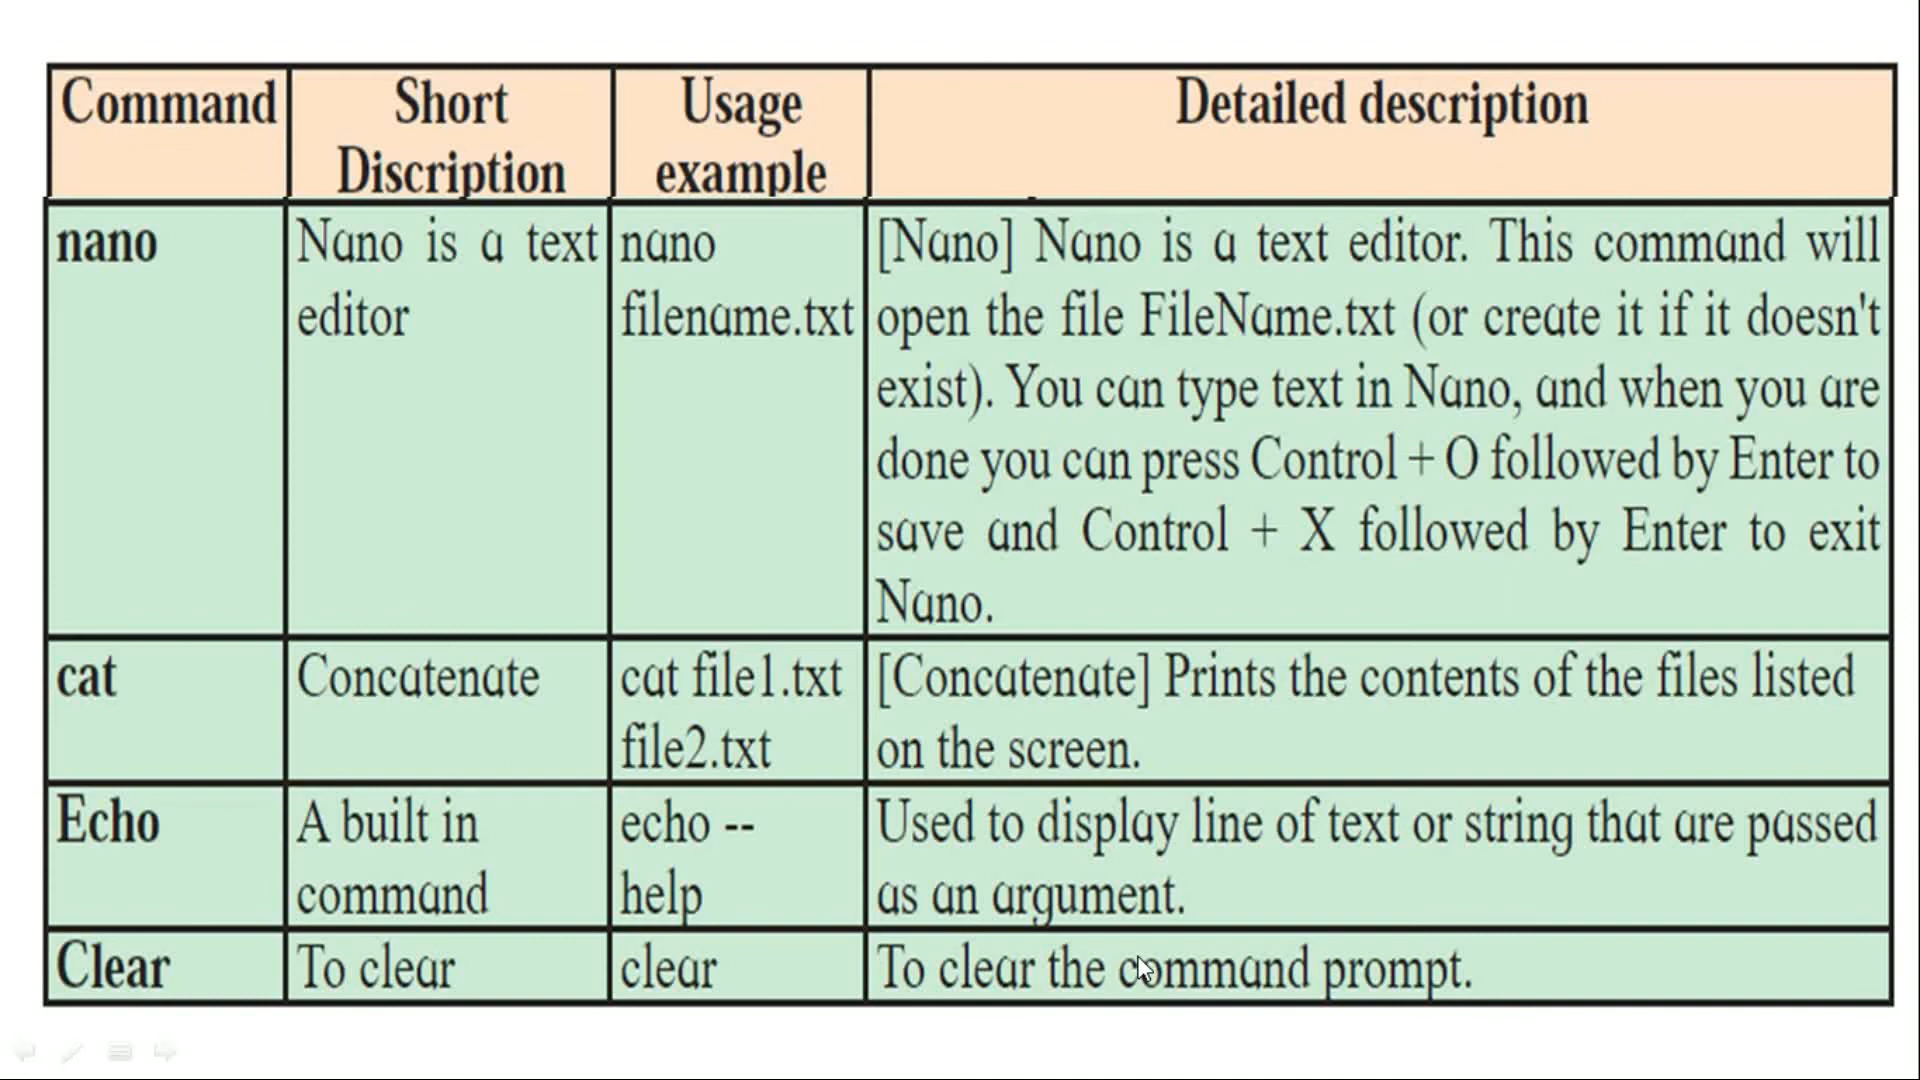 Command
Short
Discription
Usage
example
Detailed description
nano
Nano is a text
editor
nano
filename.txt
[Nano] Nano is a text editor. This command will
open the file FileName.txt (or create it if it doesn't
exist). You can type text in Nano, and when you are
done you can press Control + O followed by Enter to
save and Control + X followed by Enter to exit
Nano.
cat
Concatenate
cat file1.txt
file2.txt
[Concatenate] Prints the contents of the files listed
on the screen.
Echo
A built in
command
echo --
help
Used to display line of text or string that are passed
as an argument.
Clear
To clear
clear
To clear the command prompt.